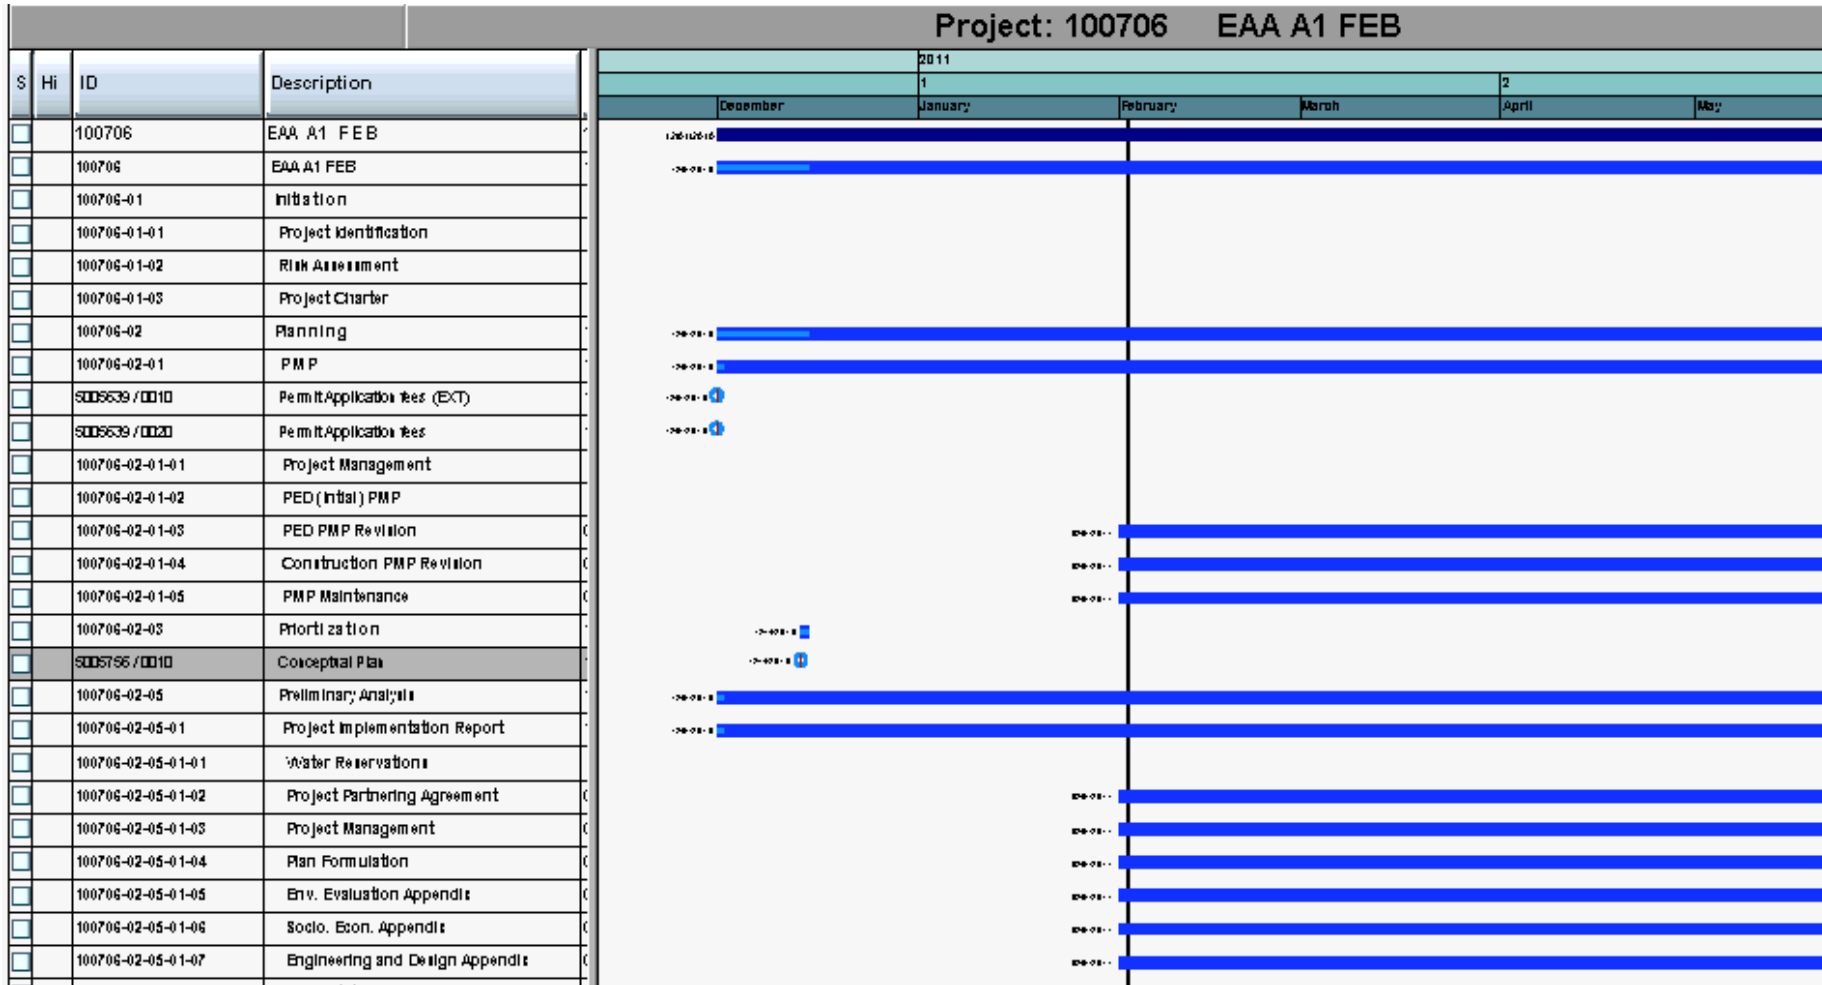 Project: 100706 EAA A1 FEB
S Hi ID Description
2011
1 2
December January February March April May
100706 EAA A1 FEB
100706 EAA A1 FEB
100706-01 Initiation
100706-01-01 Project Identification
100706-01-02 Risk Assessment
100706-01-03 Project Charter
100706-02 Planning
100706-02-01 PMP
5005639 / 0010 Permit Application fees (EXT)
5005639 / 0020 Permit Application fees
100706-02-01-01 Project Management
100706-02-01-02 PED (Intial) PMP
100706-02-01-03 PED PMP Revision
100706-02-01-04 Construction PMP Revision
100706-02-01-05 PMP Maintenance
100706-02-03 Priortization
5005756 / 0010 Conceptual Plan
100706-02-05 Preliminary Analysis
100706-02-05-01 Project Implementation Report
100706-02-05-01-01 Water Reservations
100706-02-05-01-02 Project Partnering Agreement
100706-02-05-01-03 Project Management
100706-02-05-01-04 Plan Formulation
100706-02-05-01-05 Env. Evaluation Appendix
100706-02-05-01-06 Socio. Econ. Appendix
100706-02-05-01-07 Engineering and Design Appendix